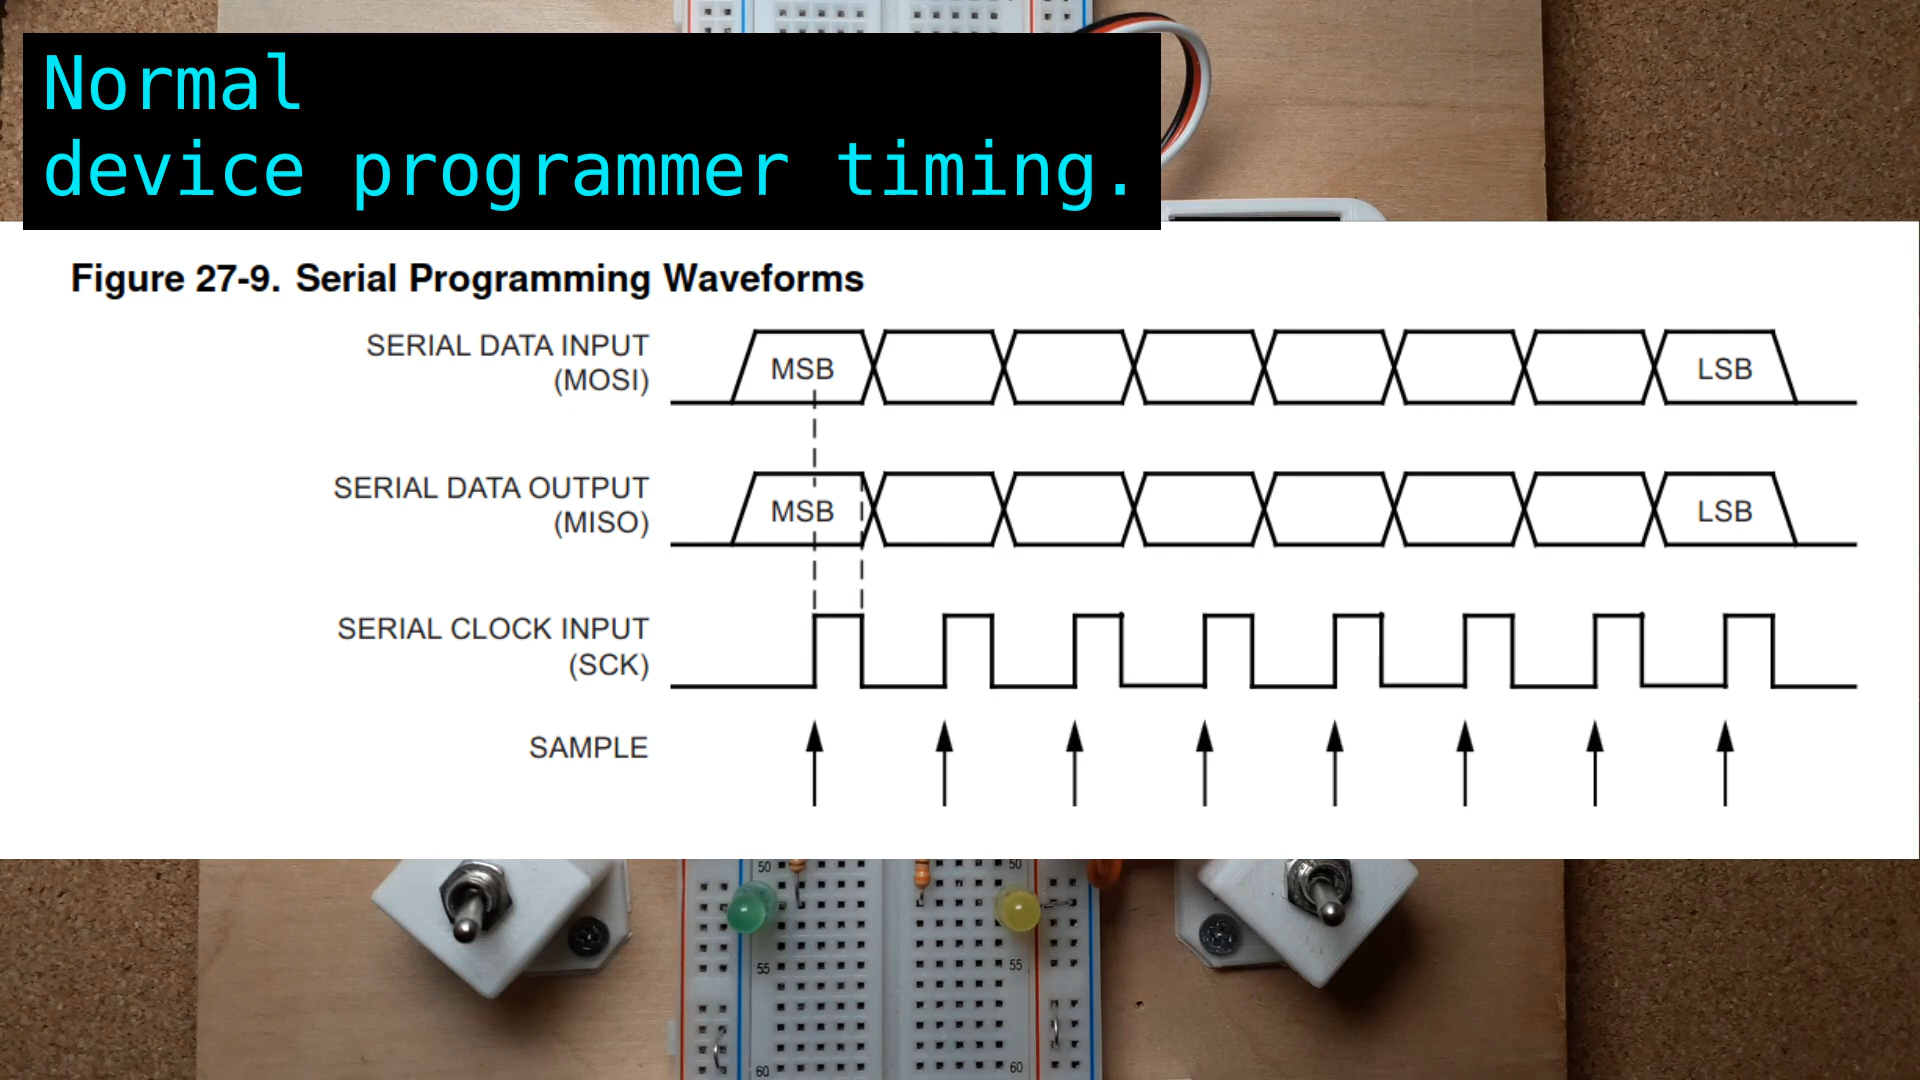 Normal
device programmer timing.
Figure 27-9. Serial Programming Waveforms
SERIAL DATA INPUT
(MOSI)
MSB
LSB
SERIAL DATA OUTPUT
(MISO)
MSB
LSB
SERIAL CLOCK INPUT
(SCK)
SAMPLE
50
50
55
55
60
60